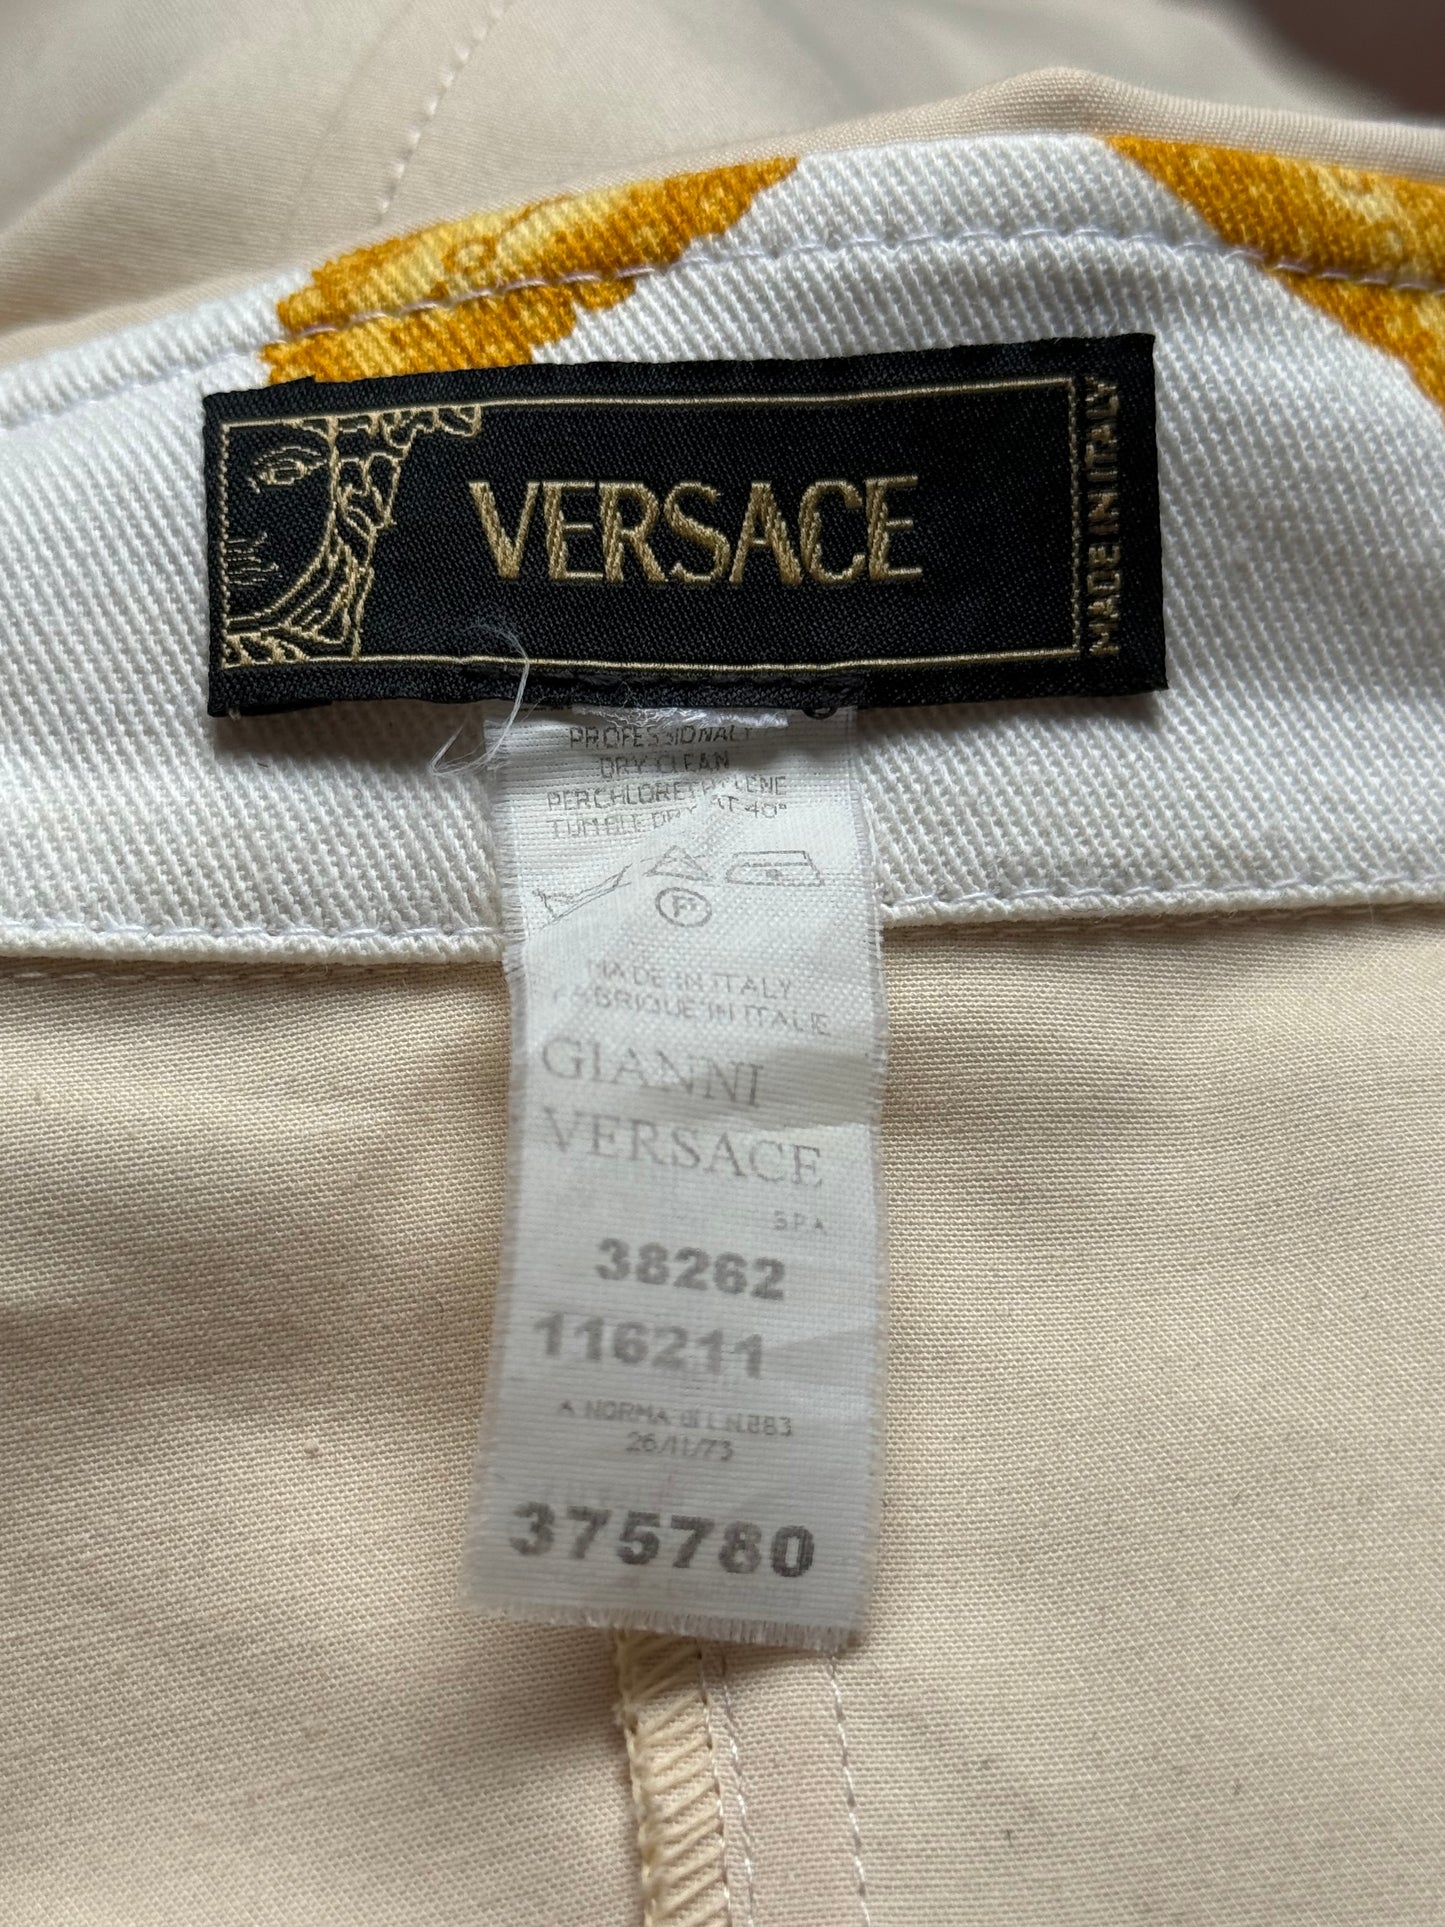 VERSACE
MADE IN ITALY
PROFESSIONALY
DRY CLEAN
PERCHLORETHYLENE
TUMBLE DRY AT 40°
P
MADE IN ITALY
FABRIQUE IN ITALIE
GIANNI
VERSACE
S.P.A
38262
116211
A NORMA DI L.N.883
26/11/73
375780